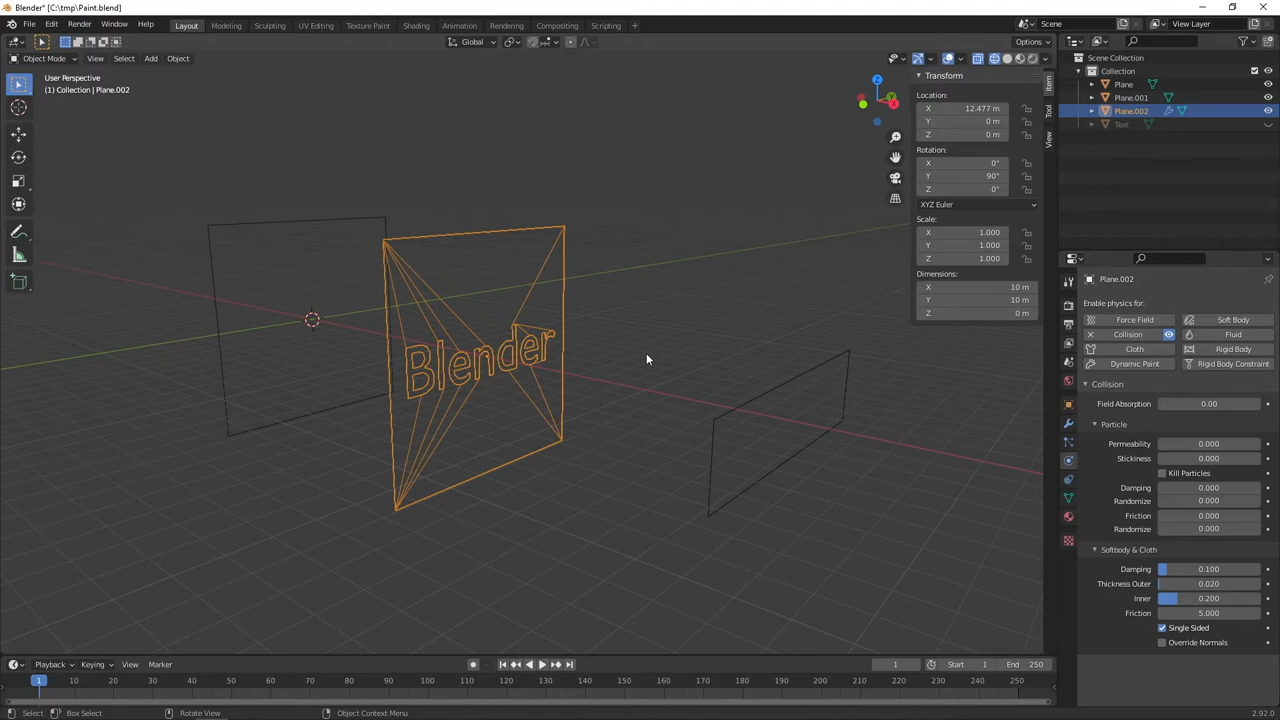 Blender* [C:\tmp\Paint.blend]
File Edit Render Window Help Layout Modeling Sculpting UV Editing Texture Paint Shading Animation Rendering Compositing Scripting + Scene View Layer
Global Options
Object Mode View Select Add Object
User Perspective
(1) Collection | Plane.002
Blender
Transform
Location:
X 12.477 m
Y 0 m
Z 0 m
Rotation:
X 0°
Y 90°
Z 0°
XYZ Euler
Scale:
X 1.000
Y 1.000
Z 1.000
Dimensions:
X 10 m
Y 10 m
Z 0 m
Item
Tool
View
Z
Y
X
Scene Collection
Collection
Plane
Plane.001
Plane.002
Text
Plane.002
Enable physics for:
Force Field Soft Body
Collision Fluid
Cloth Rigid Body
Dynamic Paint Rigid Body Constraint
Collision
Field Absorption 0.00
Particle
Permeability 0.000
Stickiness 0.000
Kill Particles
Damping 0.000
Randomize 0.000
Friction 0.000
Randomize 0.000
Softbody & Cloth
Damping 0.100
Thickness Outer 0.020
Inner 0.200
Friction 5.000
Single Sided
Override Normals
Playback Keying View Marker 1 Start 1 End 250
1 10 20 30 40 50 60 70 80 90 100 110 120 130 140 150 160 170 180 190 200 210 220 230 240 250
Select Box Select Rotate View Object Context Menu 2.92.0